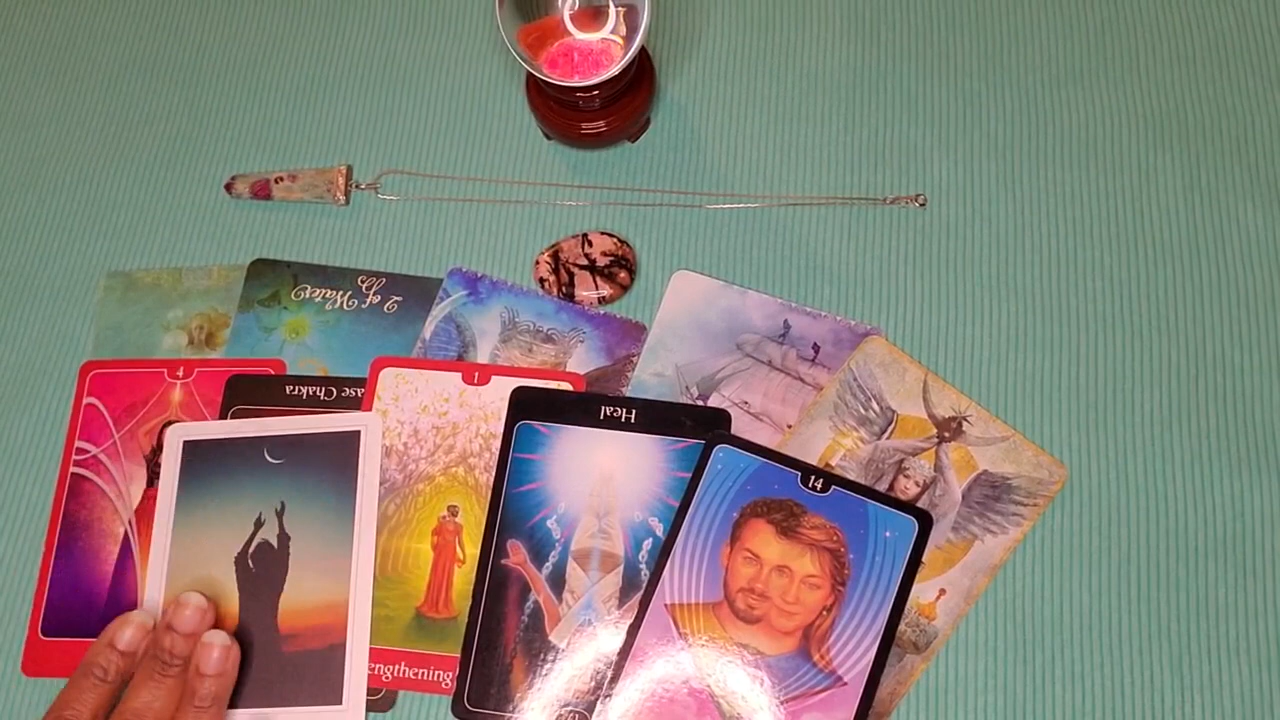 2 of Water
4
ase Chakra
1
Heal
14
engthening